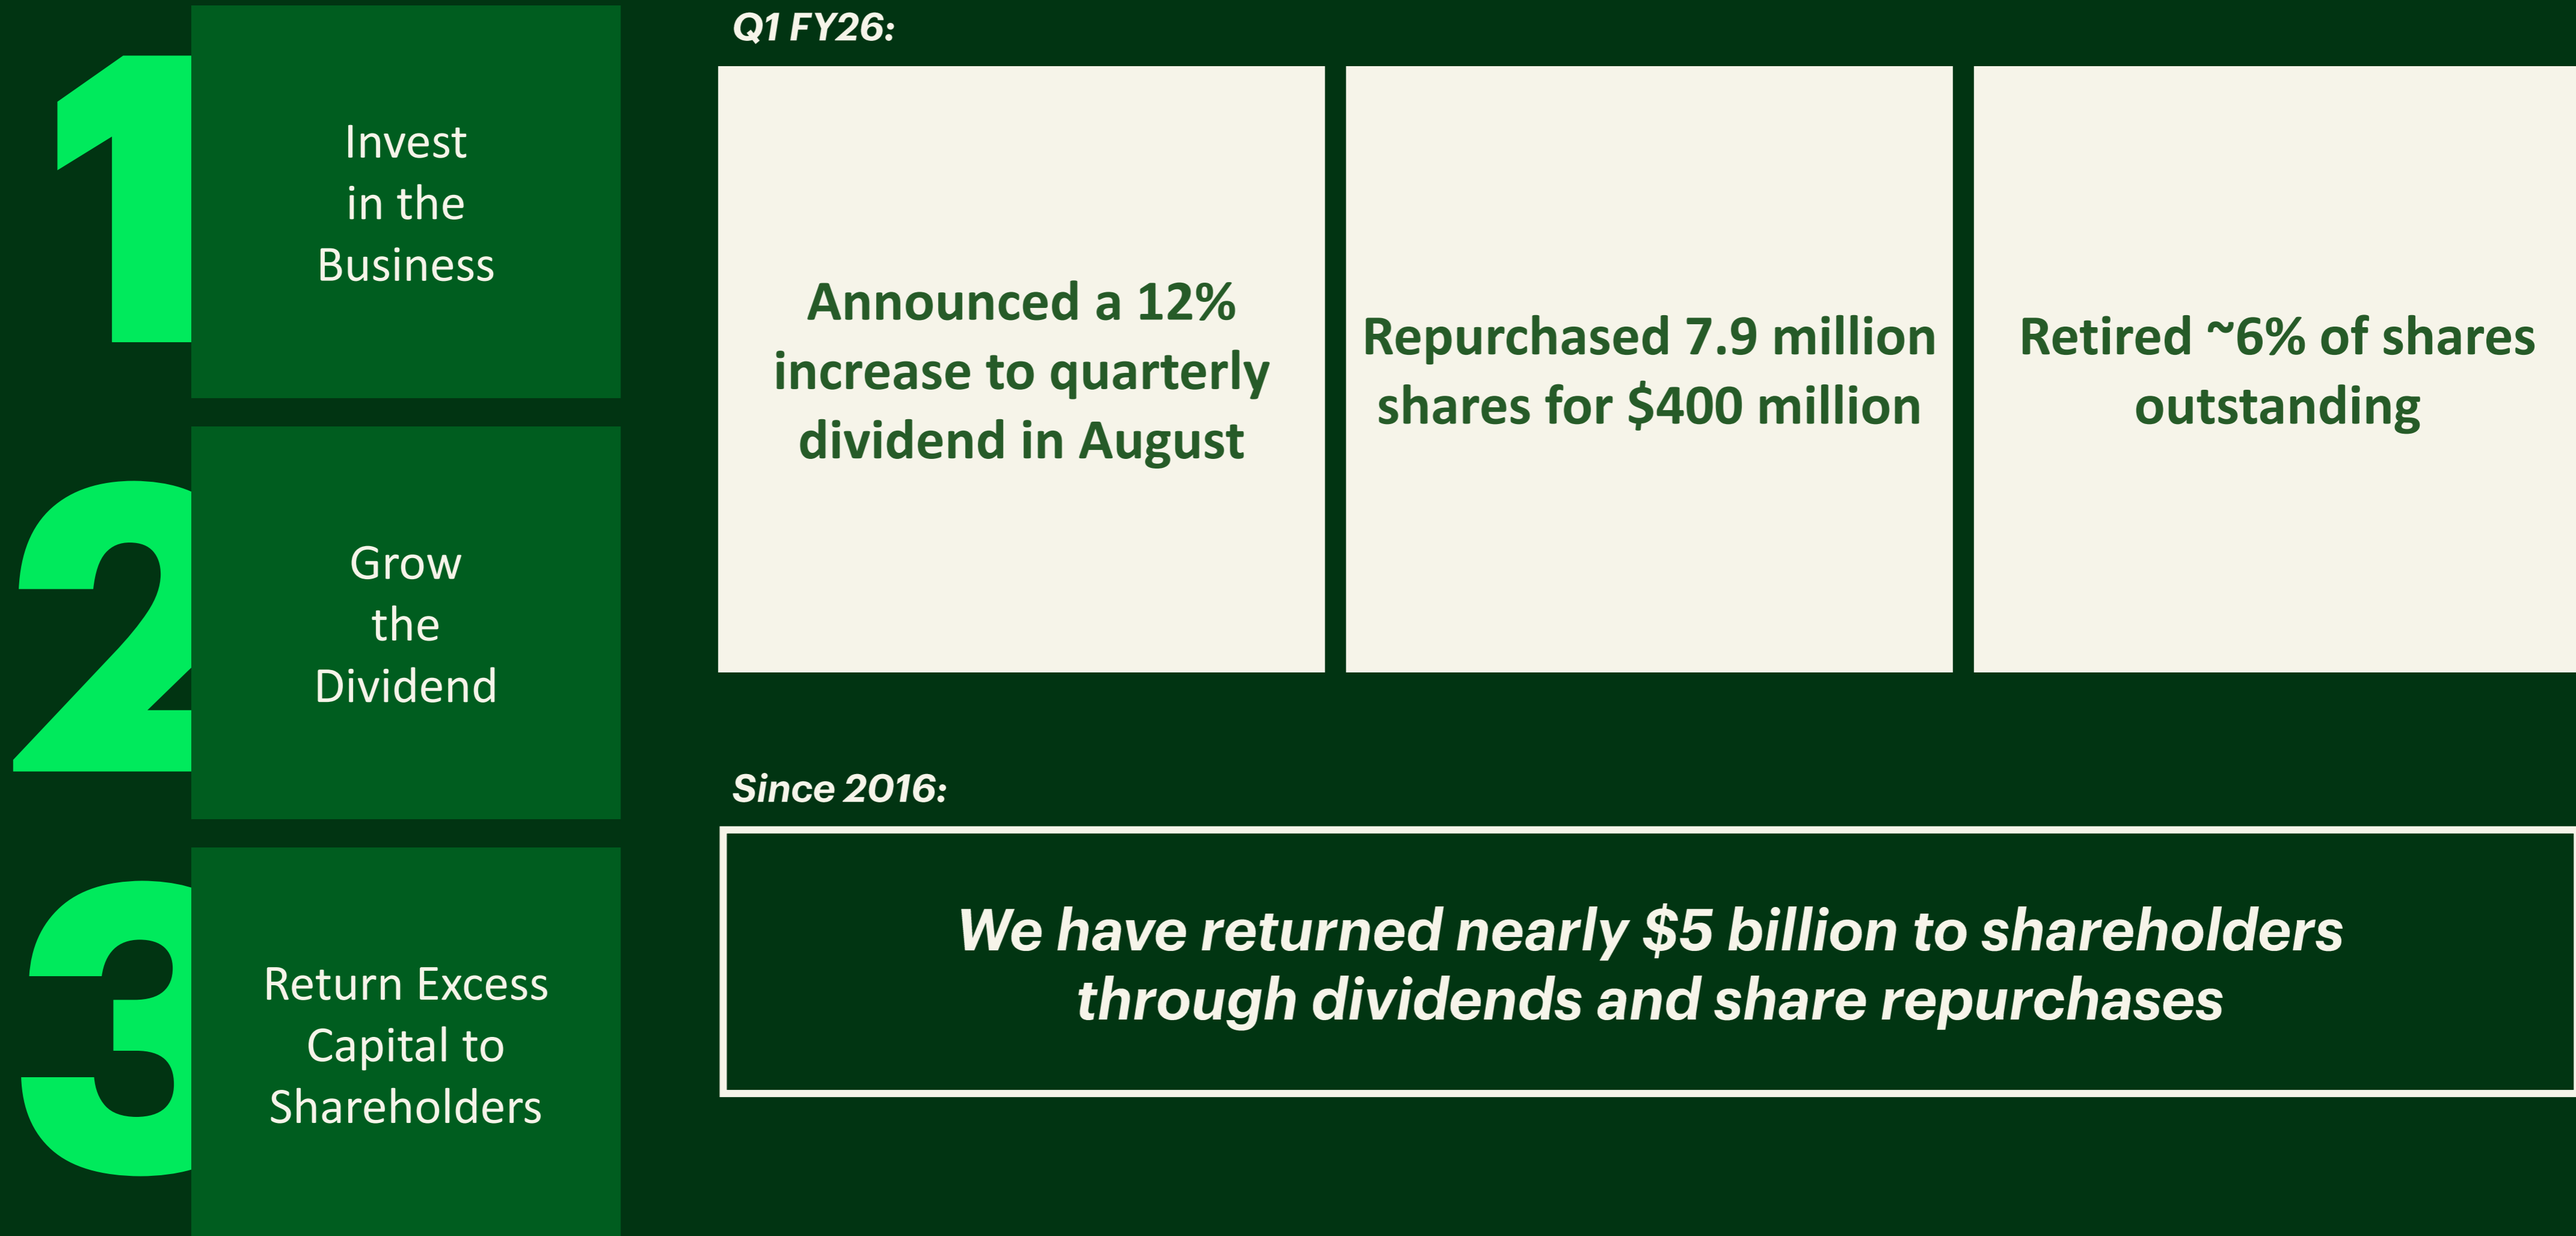 1
Invest
in the
Business
2
Grow
the
Dividend
3
Return Excess
Capital to
Shareholders
Q1 FY26:
Announced a 12%
increase to quarterly
dividend in August
Repurchased 7.9 million
shares for $400 million
Retired ~6% of shares
outstanding
Since 2016:
We have returned nearly $5 billion to shareholders
through dividends and share repurchases